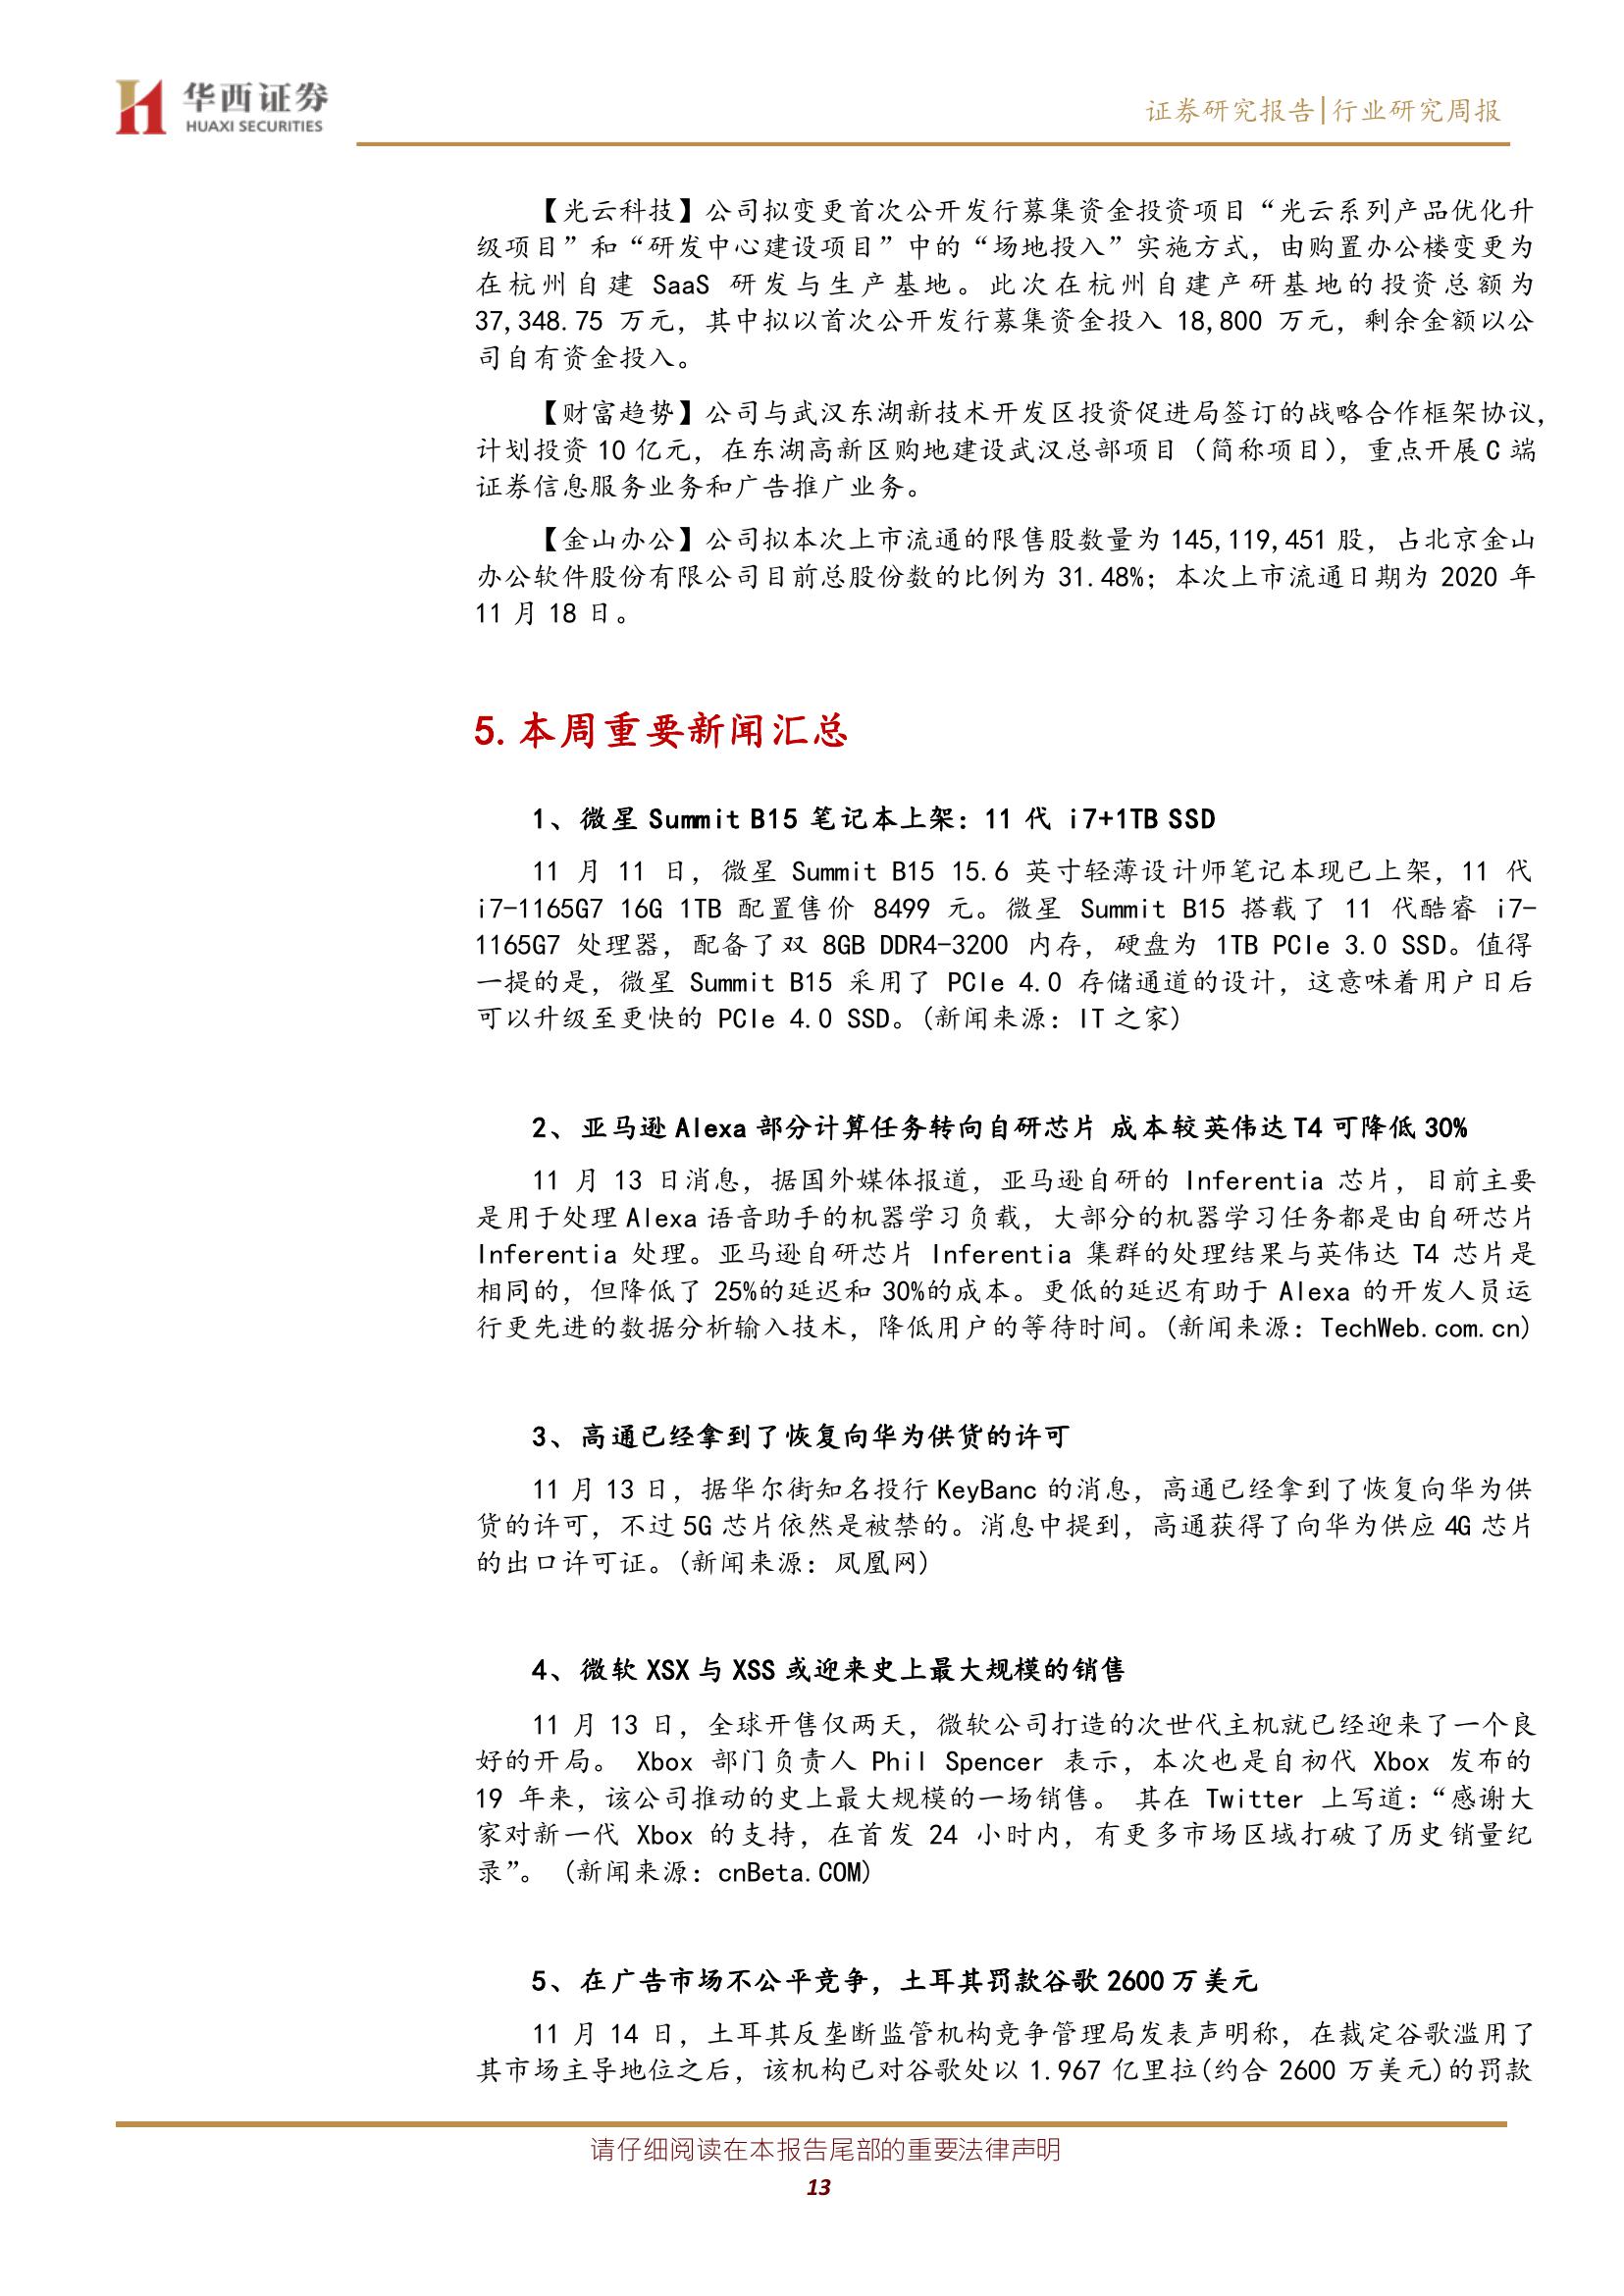 华西证券
HUAXI SECURITIES
证券研究报告|行业研究周报
【光云科技】公司拟变更首次公开发行募集资金投资项目“光云系列产品优化升
级项目”和“研发中心建设项目”中的“场地投入”实施方式，由购置办公楼变更为
在杭州自建 SaaS 研发与生产基地。此次在杭州自建产研基地的投资总额为
37,348.75 万元，其中拟以首次公开发行募集资金投入 18,800 万元，剩余金额以公
司自有资金投入。
【财富趋势】公司与武汉东湖新技术开发区投资促进局签订的战略合作框架协议，
计划投资 10 亿元，在东湖高新区购地建设武汉总部项目（简称项目），重点开展 C 端
证券信息服务业务和广告推广业务。
【金山办公】公司拟本次上市流通的限售股数量为 145,119,451 股，占北京金山
办公软件股份有限公司目前总股份数的比例为 31.48%；本次上市流通日期为 2020 年
11 月 18 日。
5.本周重要新闻汇总
1、微星 Summit B15 笔记本上架：11 代 i7+1TB SSD
11 月 11 日，微星 Summit B15 15.6 英寸轻薄设计师笔记本现已上架，11 代
i7-1165G7 16G 1TB 配置售价 8499 元。微星 Summit B15 搭载了 11 代酷睿 i7-
1165G7 处理器，配备了双 8GB DDR4-3200 内存，硬盘为 1TB PCIe 3.0 SSD。值得
一提的是，微星 Summit B15 采用了 PCIe 4.0 存储通道的设计，这意味着用户日后
可以升级至更快的 PCIe 4.0 SSD。(新闻来源：IT 之家)
2、亚马逊 Alexa 部分计算任务转向自研芯片 成本较英伟达 T4 可降低 30%
11 月 13 日消息，据国外媒体报道，亚马逊自研的 Inferentia 芯片，目前主要
是用于处理 Alexa 语音助手的机器学习负载，大部分的机器学习任务都是由自研芯片
Inferentia 处理。亚马逊自研芯片 Inferentia 集群的处理结果与英伟达 T4 芯片是
相同的，但降低了 25%的延迟和 30%的成本。更低的延迟有助于 Alexa 的开发人员运
行更先进的数据分析输入技术，降低用户的等待时间。(新闻来源：TechWeb.com.cn)
3、高通已经拿到了恢复向华为供货的许可
11 月 13 日，据华尔街知名投行 KeyBanc 的消息，高通已经拿到了恢复向华为供
货的许可，不过 5G 芯片依然是被禁的。消息中提到，高通获得了向华为供应 4G 芯片
的出口许可证。(新闻来源：凤凰网)
4、微软 XSX 与 XSS 或迎来史上最大规模的销售
11 月 13 日，全球开售仅两天，微软公司打造的次世代主机就已经迎来了一个良
好的开局。 Xbox 部门负责人 Phil Spencer 表示，本次也是自初代 Xbox 发布的
19 年来，该公司推动的史上最大规模的一场销售。 其在 Twitter 上写道：“感谢大
家对新一代 Xbox 的支持，在首发 24 小时内，有更多市场区域打破了历史销量纪
录”。 (新闻来源：cnBeta.COM)
5、在广告市场不公平竞争，土耳其罚款谷歌 2600 万美元
11 月 14 日，土耳其反垄断监管机构竞争管理局发表声明称，在裁定谷歌滥用了
其市场主导地位之后，该机构已对谷歌处以 1.967 亿里拉(约合 2600 万美元)的罚款
请仔细阅读在本报告尾部的重要法律声明
13